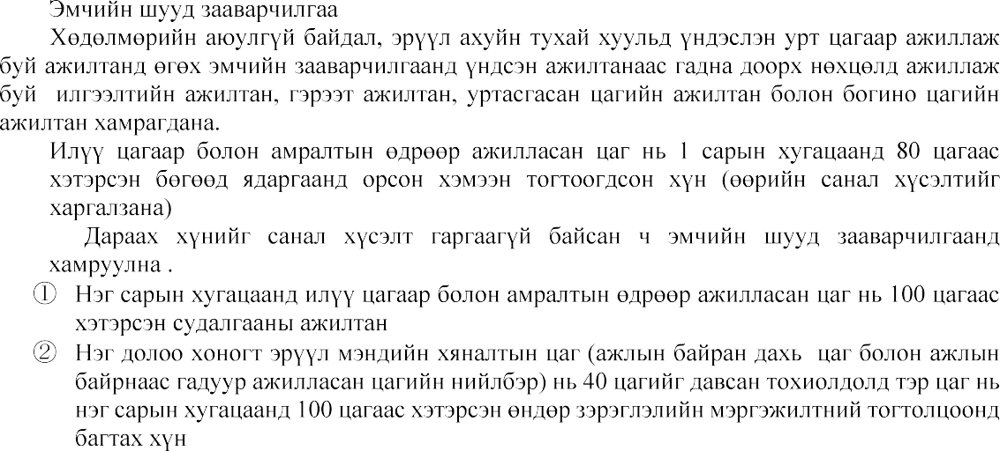 Эмчийн шууд зааварчилгаа
Хөдөлмөрийн аюулгүй байдал, эрүүл ахуйн тухай хуульд үндэслэн урт цагаар ажиллаж
буй ажилтанд өгөх эмчийн зааварчилгаанд үндсэн ажилтанаас гадна доорх нөхцөлд ажиллаж
буй илгээлтийн ажилтан, гэрээт ажилтан, уртасгасан цагийн ажилтан болон богино цагийн
ажилтан хамрагдана.
Илүү цагаар болон амралтын өдрөөр ажилласан цаг нь 1 сарын хугацаанд 80 цагаас
хэтэрсэн бөгөөд ядаргаанд орсон хэмээн тогтоогдсон хүн (өөрийн санал хүсэлтийг
харгалзана)
Дараах хүнийг санал хүсэлт гаргаагүй байсан ч эмчийн шууд зааварчилгаанд
хамруулна .
① Нэг сарын хугацаанд илүү цагаар болон амралтын өдрөөр ажилласан цаг нь 100 цагаас
хэтэрсэн судалгааны ажилтан
② Нэг долоо хоногт эрүүл мэндийн хяналтын цаг (ажлын байран дахь цаг болон ажлын
байрнаас гадуур ажилласан цагийн нийлбэр) нь 40 цагийг давсан тохиолдолд тэр цаг нь
нэг сарын хугацаанд 100 цагаас хэтэрсэн өндөр зэрэглэлийн мэргэжилтний тогтолцоонд
багтах хүн